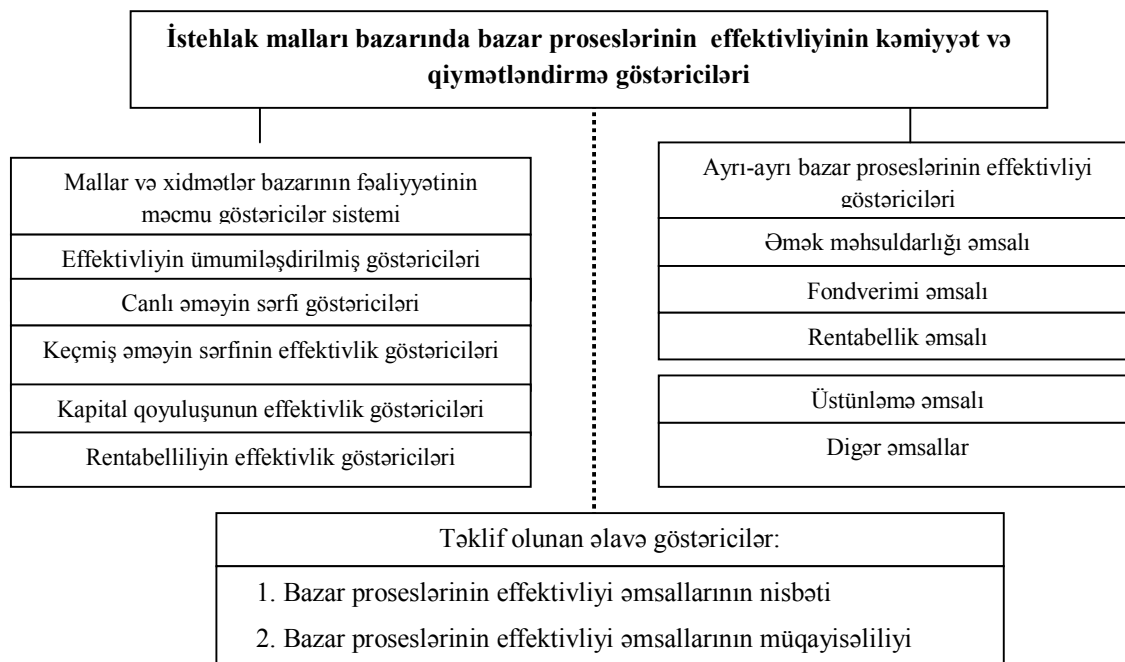 İstehlak malları bazarında bazar proseslərinin effektivliyinin kəmiyyət və
qiymətləndirmə göstəriciləri
Mallar və xidmətlər bazarının fəaliyyətinin
məcmu göstəricilər sistemi
Effektivliyin ümumiləşdirilmiş göstəriciləri
Canlı əməyin sərfi göstəriciləri
Keçmiş əməyin sərfinin effektivlik göstəriciləri
Kapital qoyuluşunun effektivlik göstəriciləri
Rentabelliliyin effektivlik göstəriciləri
Ayrı-ayrı bazar proseslərinin effektivliyi
göstəriciləri
Əmək məhsuldarlığı əmsalı
Fondverimi əmsalı
Rentabellik əmsalı
Üstünləmə əmsalı
Digər əmsallar
Təklif olunan əlavə göstəricilər:
1. Bazar proseslərinin effektivliyi əmsallarının nisbəti
2. Bazar proseslərinin effektivliyi əmsallarının müqayisəliliyi